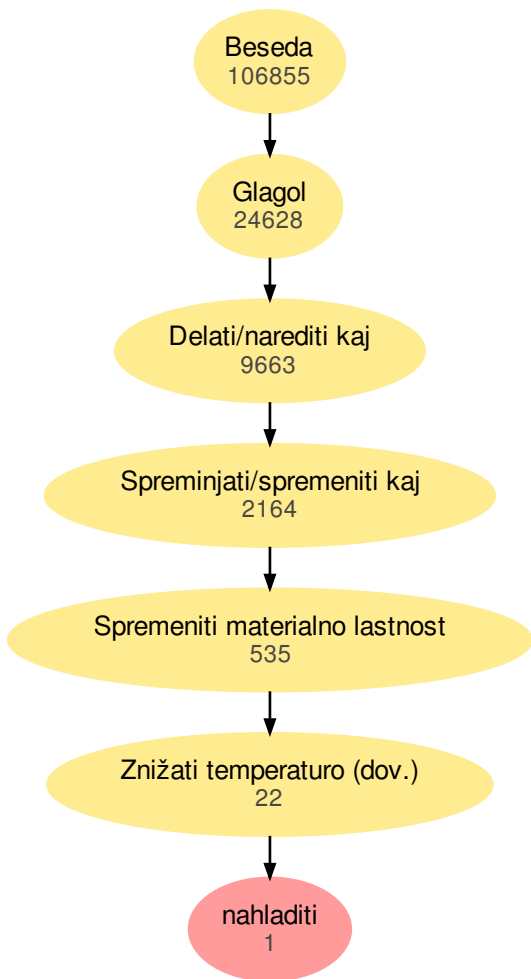 Beseda
106855
Glagol
24628
Delati/narediti kaj
9663
Spreminjati/spremeniti kaj
2164
Spremeniti materialno lastnost
535
Znižati temperaturo (dov.)
22
nahladiti
1